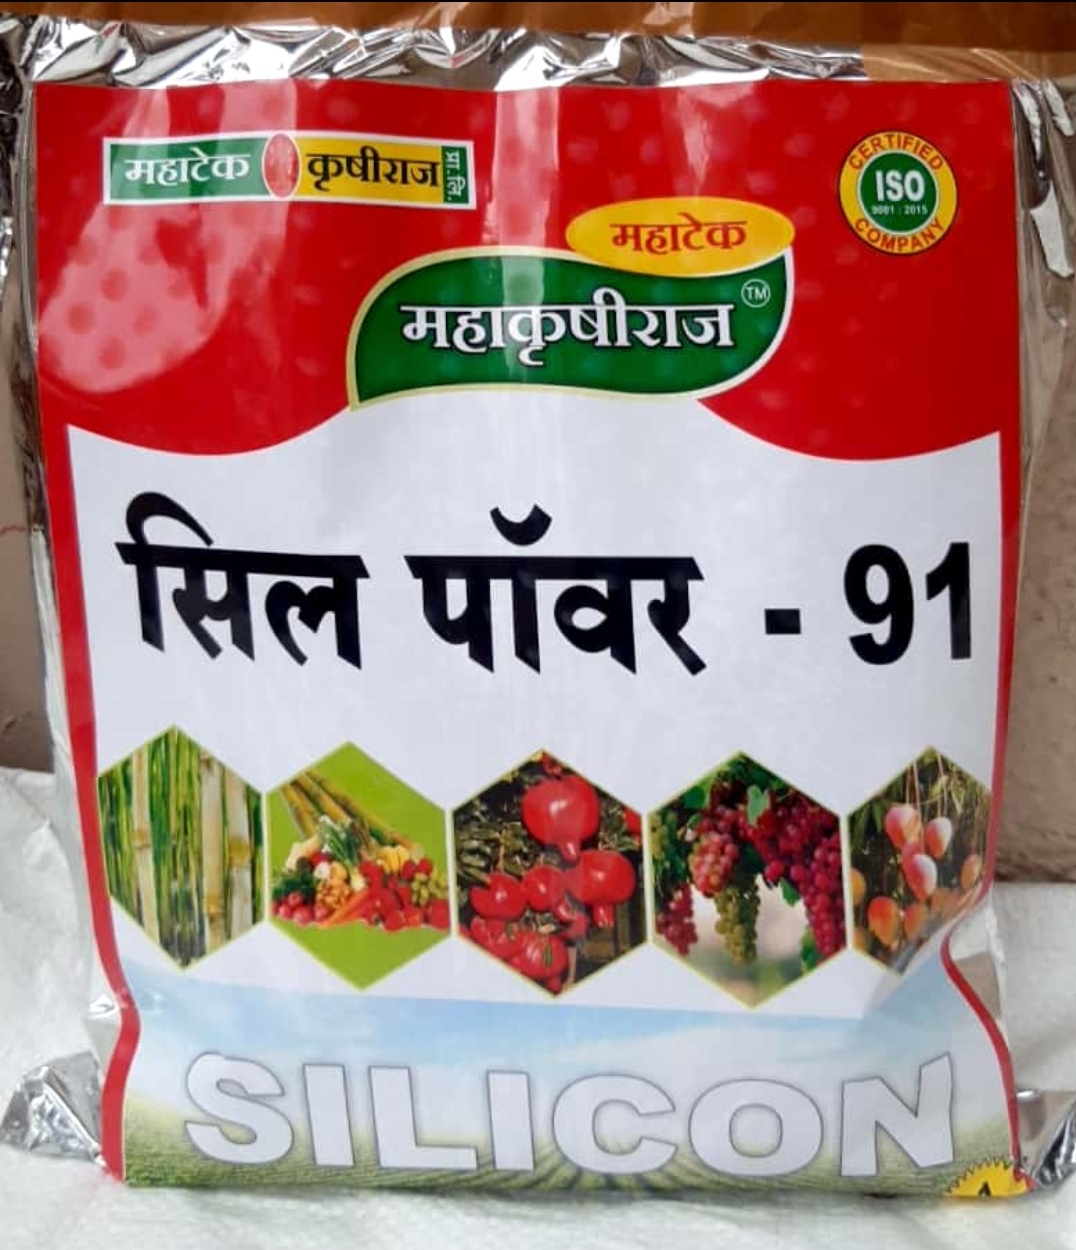 महाटेक कृषीराज प्रा. लि.
CERTIFIED
ISO
9001 : 2015
COMPANY
महाटेक
महाकृषीराज TM
सिल पॉवर - 91
SILICON